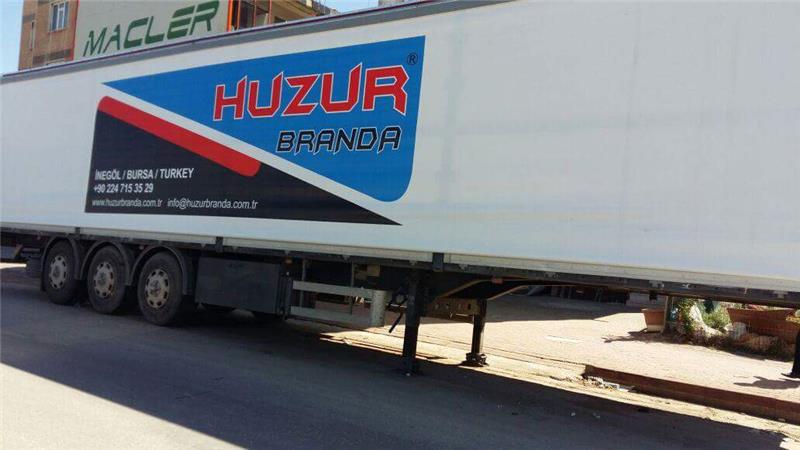 MACLER
HUZUR®
BRANDA
İNEGÖL / BURSA / TURKEY
+90 224 715 35 29
www.huzurbranda.com.tr info@huzurbranda.com.tr